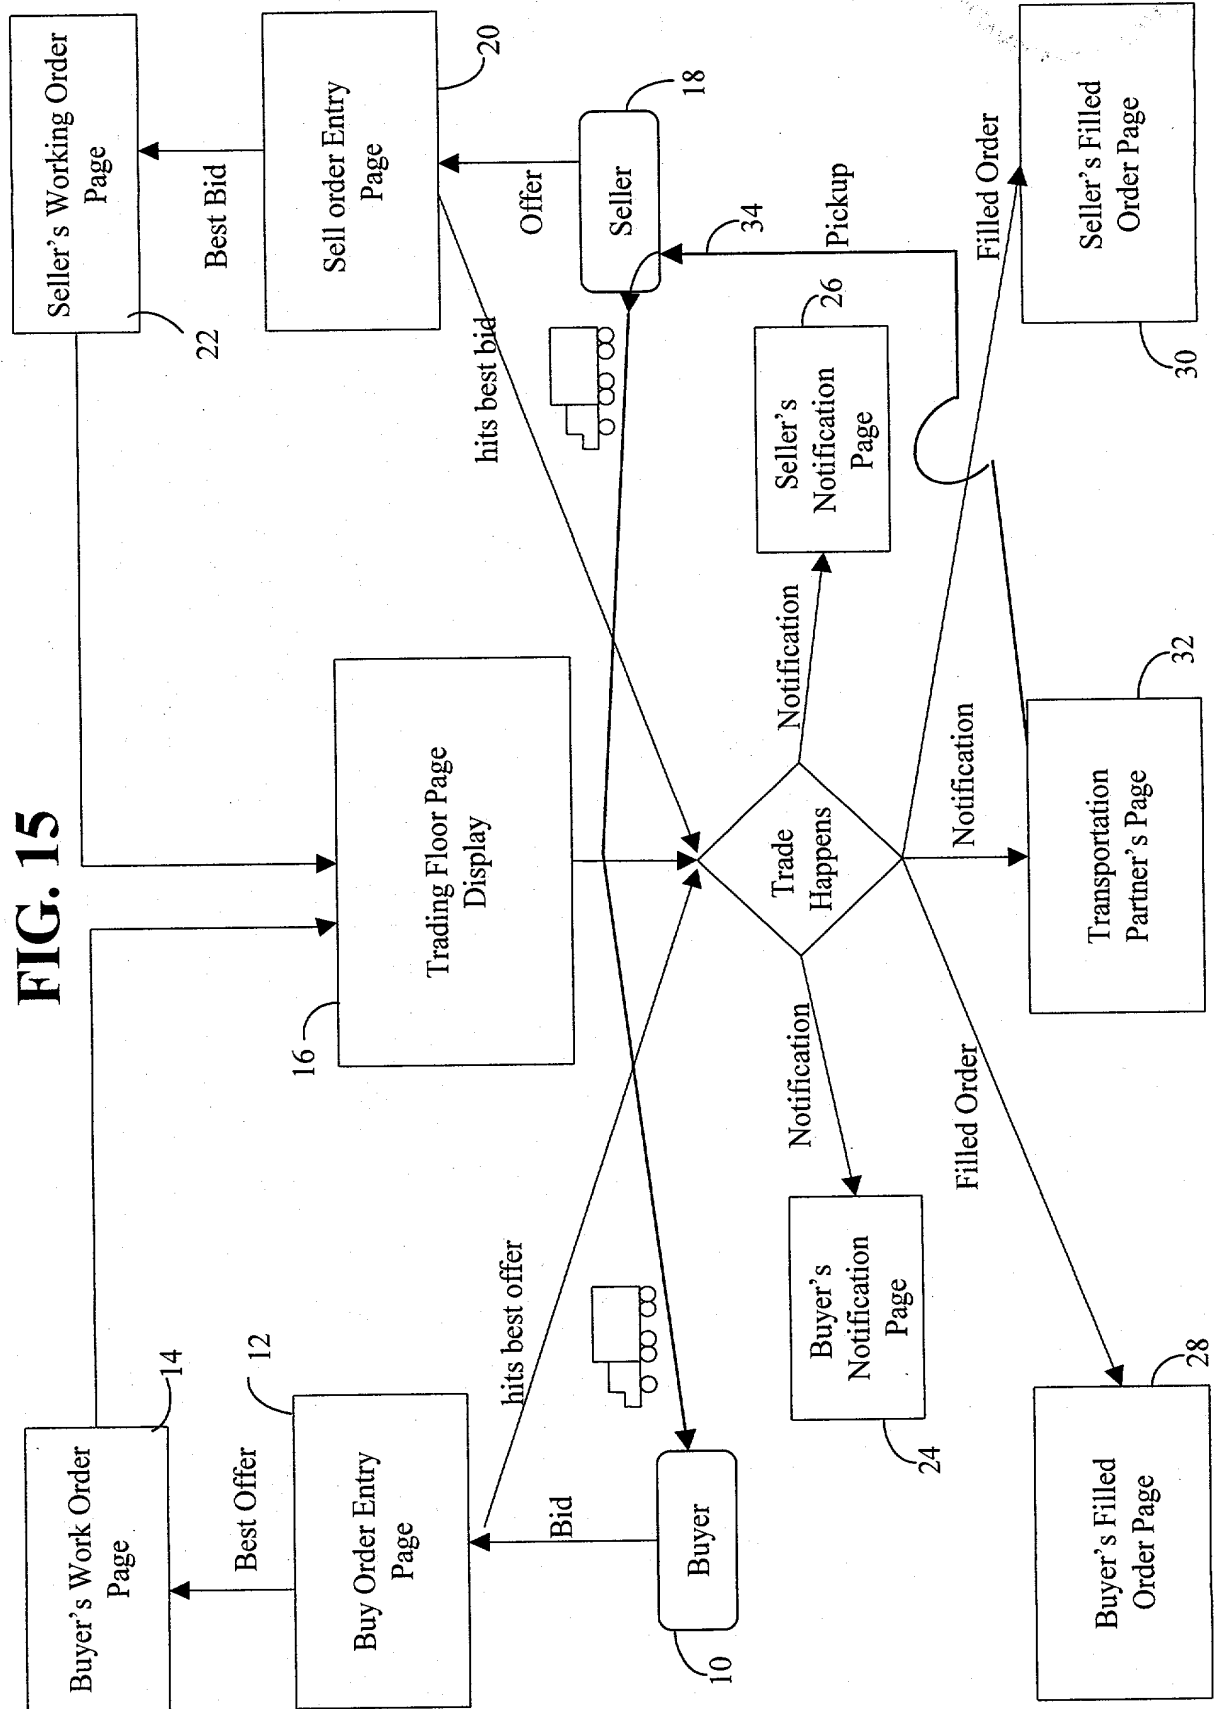 FIG. 15
Buyer's Work Order
Page
14
Best Offer
12
Buy Order Entry
Page
Bid
Buyer
10
hits best offer
16
Trading Floor Page
Display
Seller's Working Order
Page
22
Best Bid
Sell order Entry
Page
20
hits best bid
Offer
Seller
18
34
Pickup
Trade
Happens
Notification
Buyer's
Notification
Page
24
Notification
Seller's
Notification
Page
26
Filled Order
Buyer's Filled
Order Page
28
Notification
Transportation
Partner's Page
32
Filled Order
Seller's Filled
Order Page
30